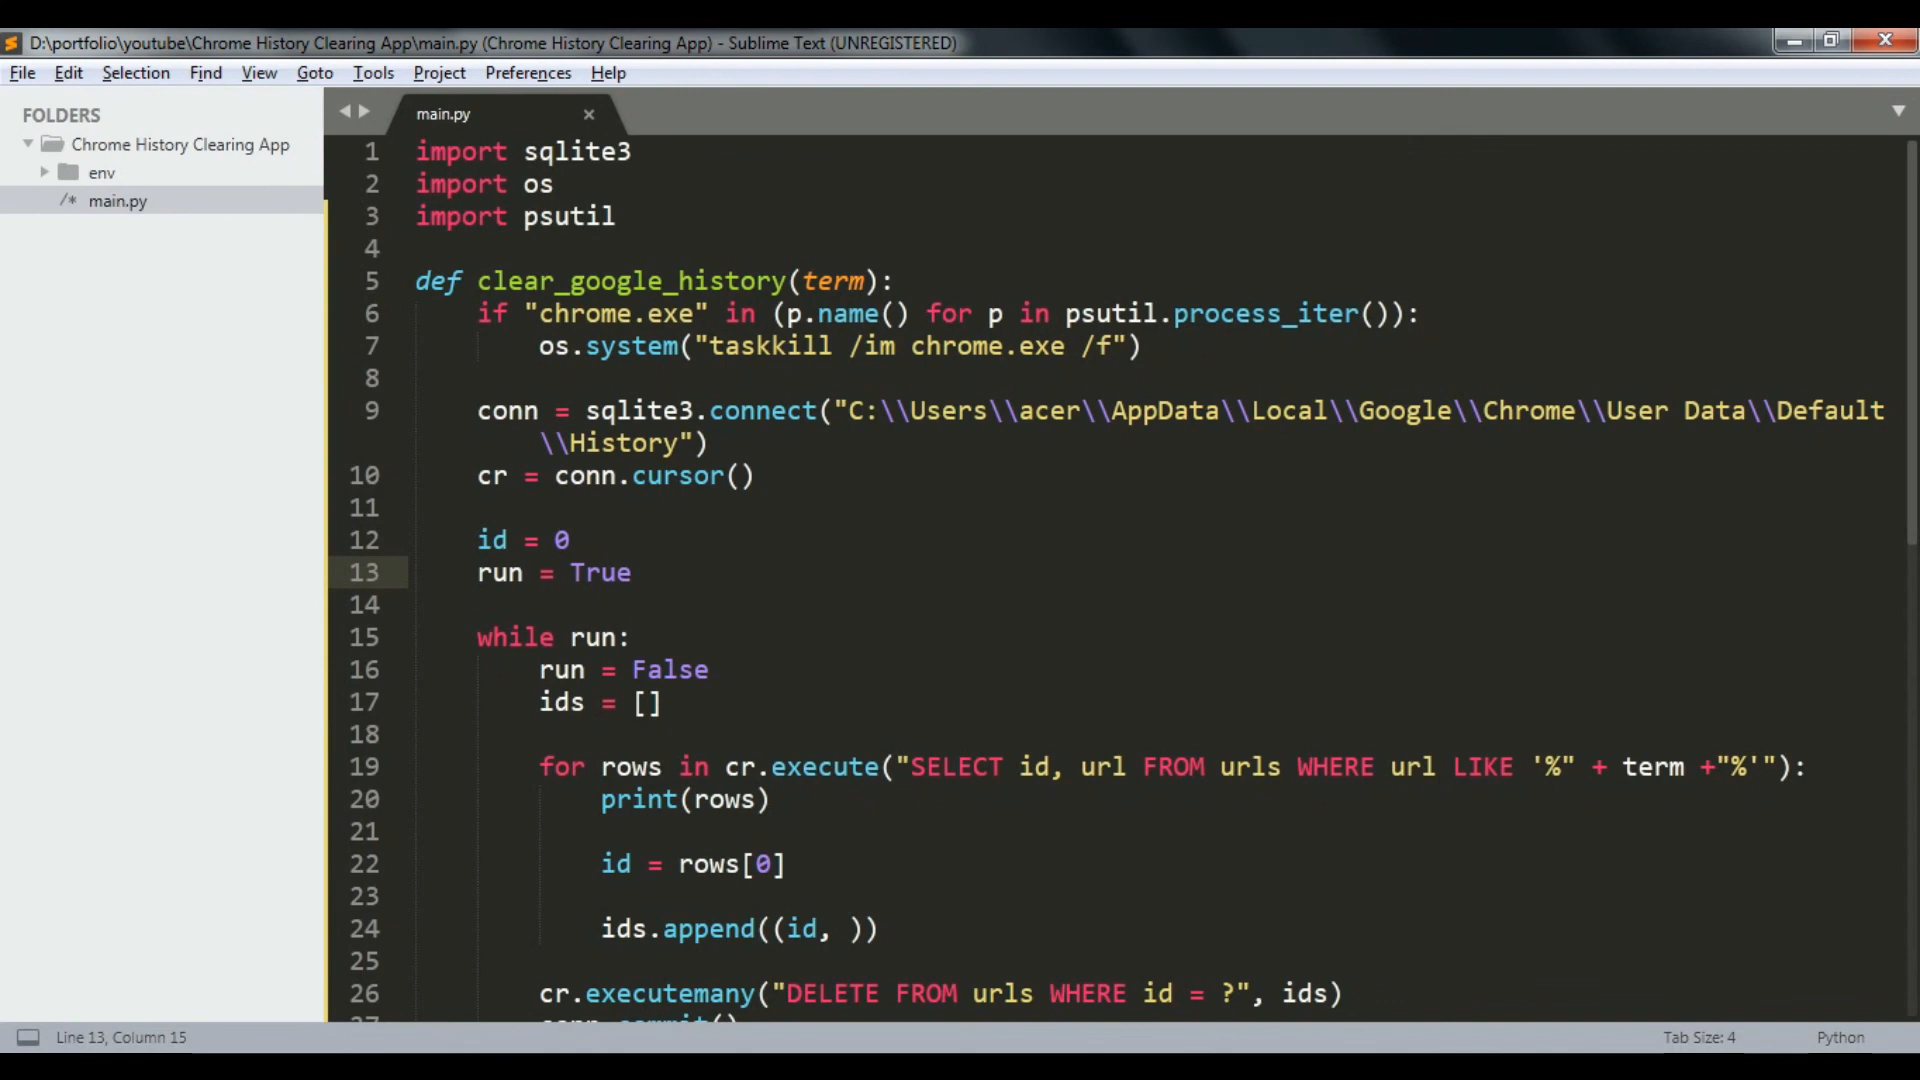 D:\portfolio\youtube\Chrome History Clearing App\main.py (Chrome History Clearing App) - Sublime Text (UNREGISTERED)
File Edit Selection Find View Goto Tools Project Preferences Help
FOLDERS
Chrome History Clearing App
env
/* main.py
main.py
1 import sqlite3
2 import os
3 import psutil
4
5 def clear_google_history(term):
6 if "chrome.exe" in (p.name() for p in psutil.process_iter()):
7 os.system("taskkill /im chrome.exe /f")
8
9 conn = sqlite3.connect("C:\\Users\\acer\\AppData\\Local\\Google\\Chrome\\User Data\\Default
\\History")
10 cr = conn.cursor()
11
12 id = 0
13 run = True
14
15 while run:
16 run = False
17 ids = []
18
19 for rows in cr.execute("SELECT id, url FROM urls WHERE url LIKE '%" + term +"%'"):
20 print(rows)
21
22 id = rows[0]
23
24 ids.append((id, ))
25
26 cr.executemany("DELETE FROM urls WHERE id = ?", ids)
27 conn.commit()
Line 13, Column 15
Tab Size: 4
Python